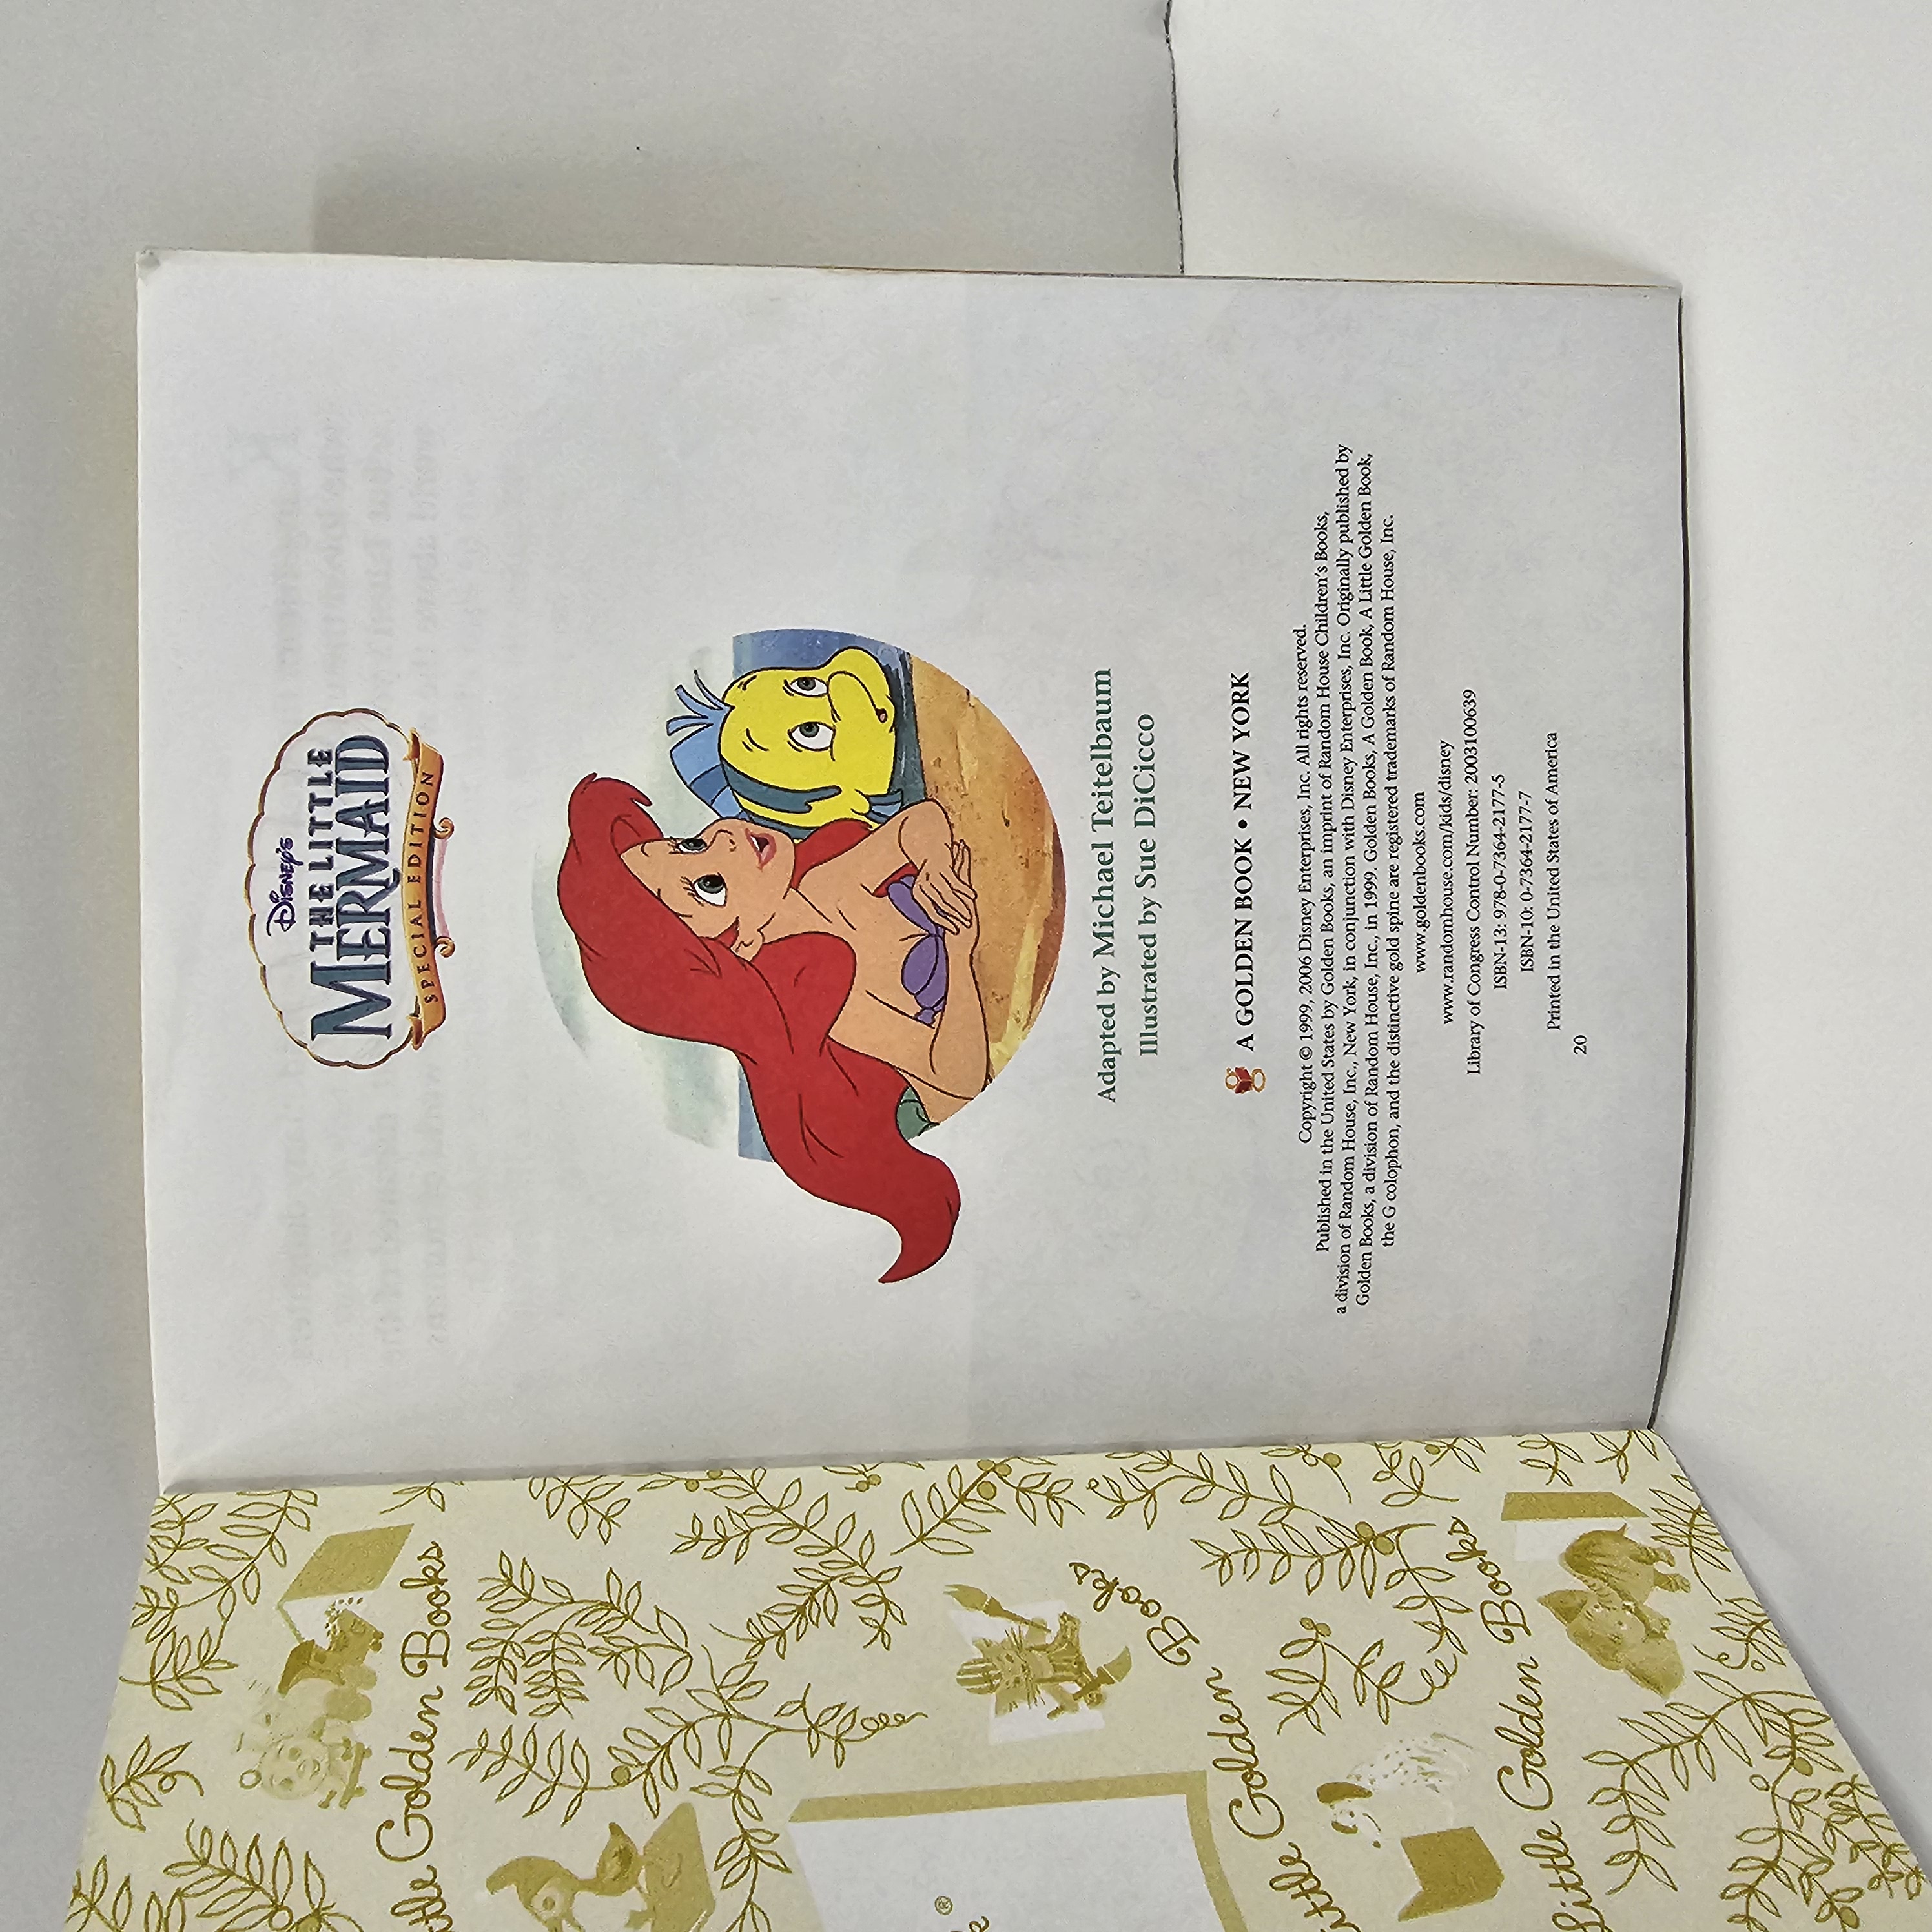 Little Golden Books
®
Little Golden Books
Little Golden Books
DISNEY'S
THE LITTLE
MERMAID
SPECIAL EDITION
Adapted by Michael Teitelbaum
Illustrated by Sue DiCicco
A GOLDEN BOOK • NEW YORK
Copyright © 1999, 2006 Disney Enterprises, Inc. All rights reserved.
Published in the United States by Golden Books, an imprint of Random House Children's Books,
a division of Random House, Inc., New York, in conjunction with Disney Enterprises, Inc. Originally published by
Golden Books, a division of Random House, Inc., in 1999. Golden Books, A Golden Book, A Little Golden Book,
the G colophon, and the distinctive gold spine are registered trademarks of Random House, Inc.
www.goldenbooks.com
www.randomhouse.com/kids/disney
Library of Congress Control Number: 2003100639
ISBN-13: 978-0-7364-2177-5
ISBN-10: 0-7364-2177-7
Printed in the United States of America
20